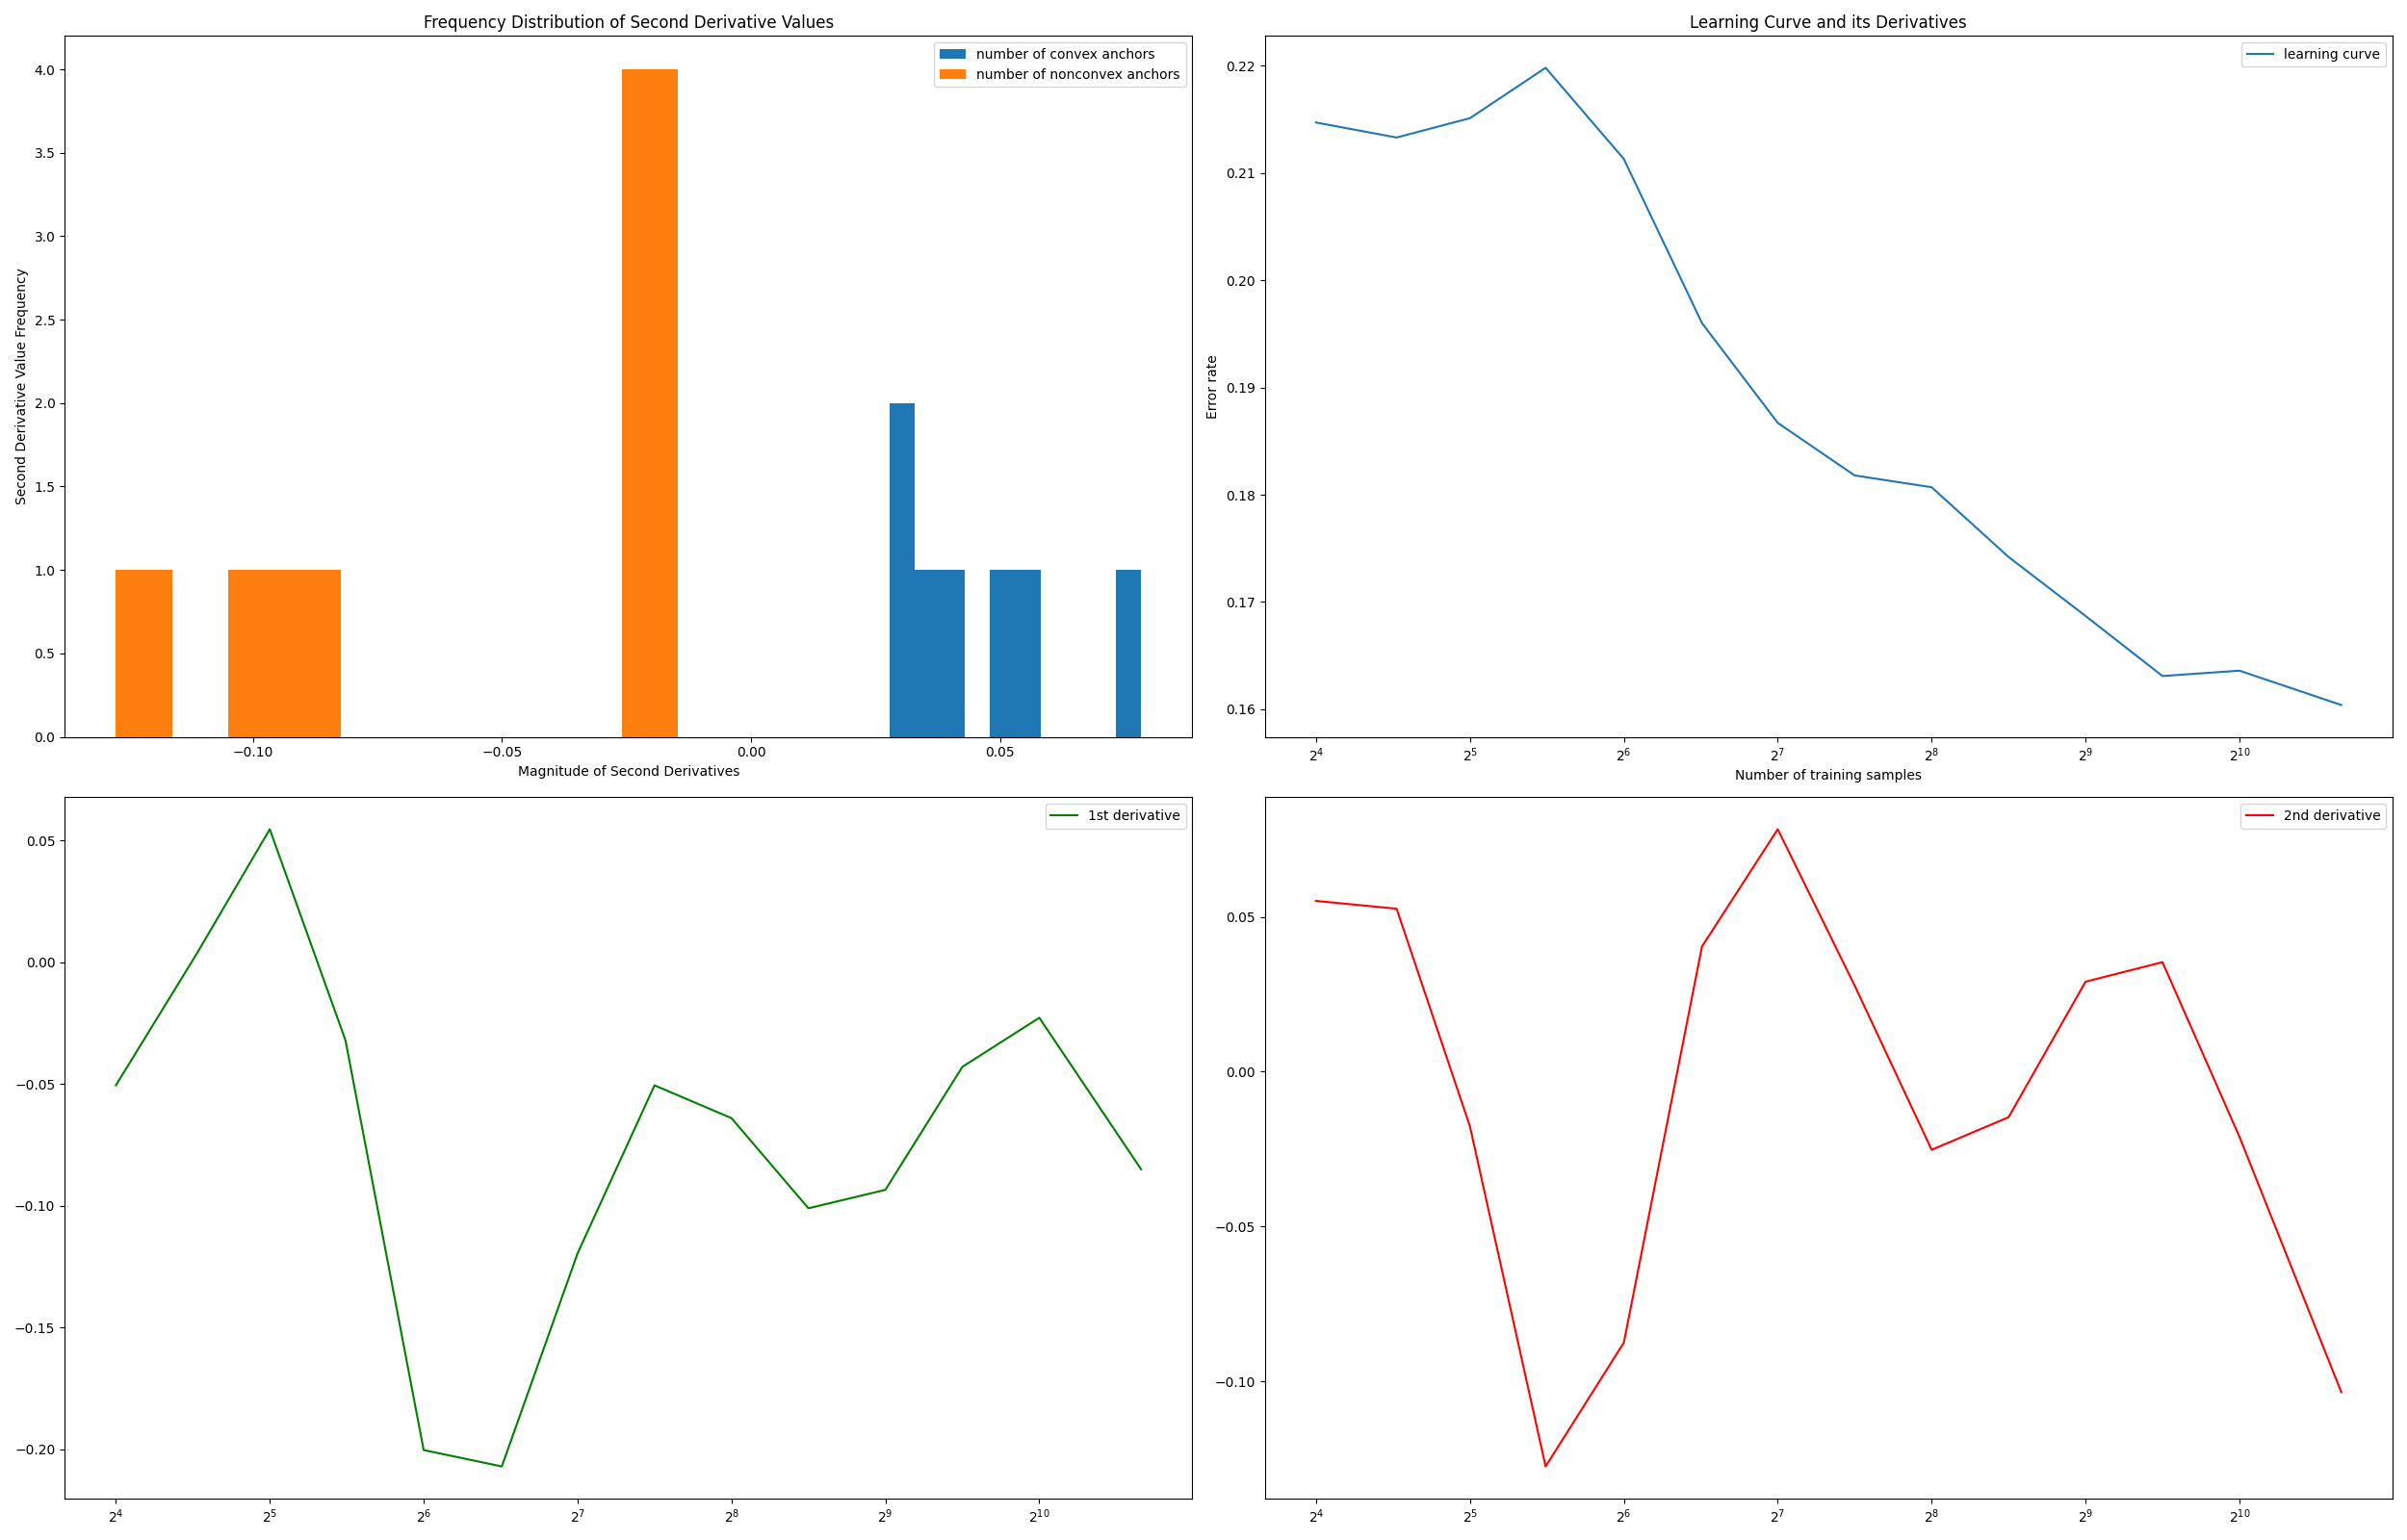 Frequency Distribution of Second Derivative Values
number of convex anchors
number of nonconvex anchors
Second Derivative Value Frequency
4.0
3.5
3.0
2.5
2.0
1.5
1.0
0.5
0.0
−0.10 −0.05 0.00 0.05
Magnitude of Second Derivatives
Learning Curve and its Derivatives
learning curve
Error rate
0.22
0.21
0.20
0.19
0.18
0.17
0.16
2⁴ 2⁵ 2⁶ 2⁷ 2⁸ 2⁹ 2¹⁰
Number of training samples
1st derivative
0.05
0.00
−0.05
−0.10
−0.15
−0.20
2⁴ 2⁵ 2⁶ 2⁷ 2⁸ 2⁹ 2¹⁰
2nd derivative
0.05
0.00
−0.05
−0.10
2⁴ 2⁵ 2⁶ 2⁷ 2⁸ 2⁹ 2¹⁰